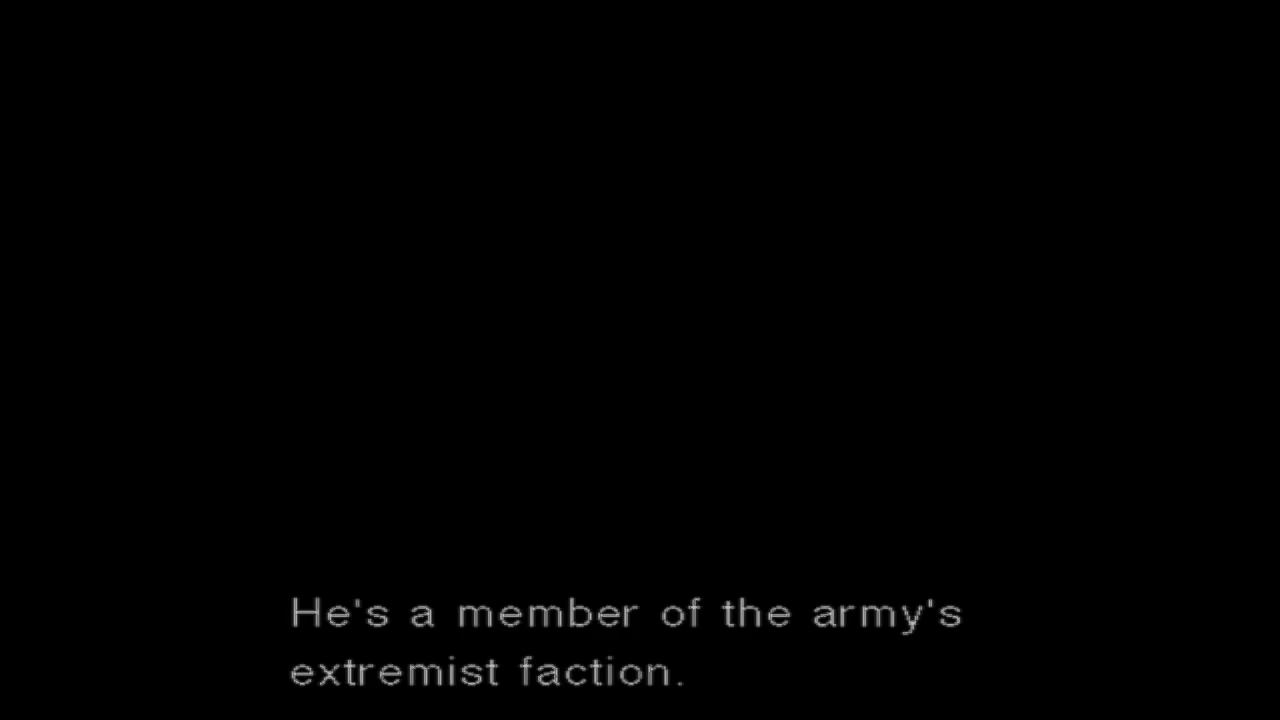 He's a member of the army's
extremist faction.